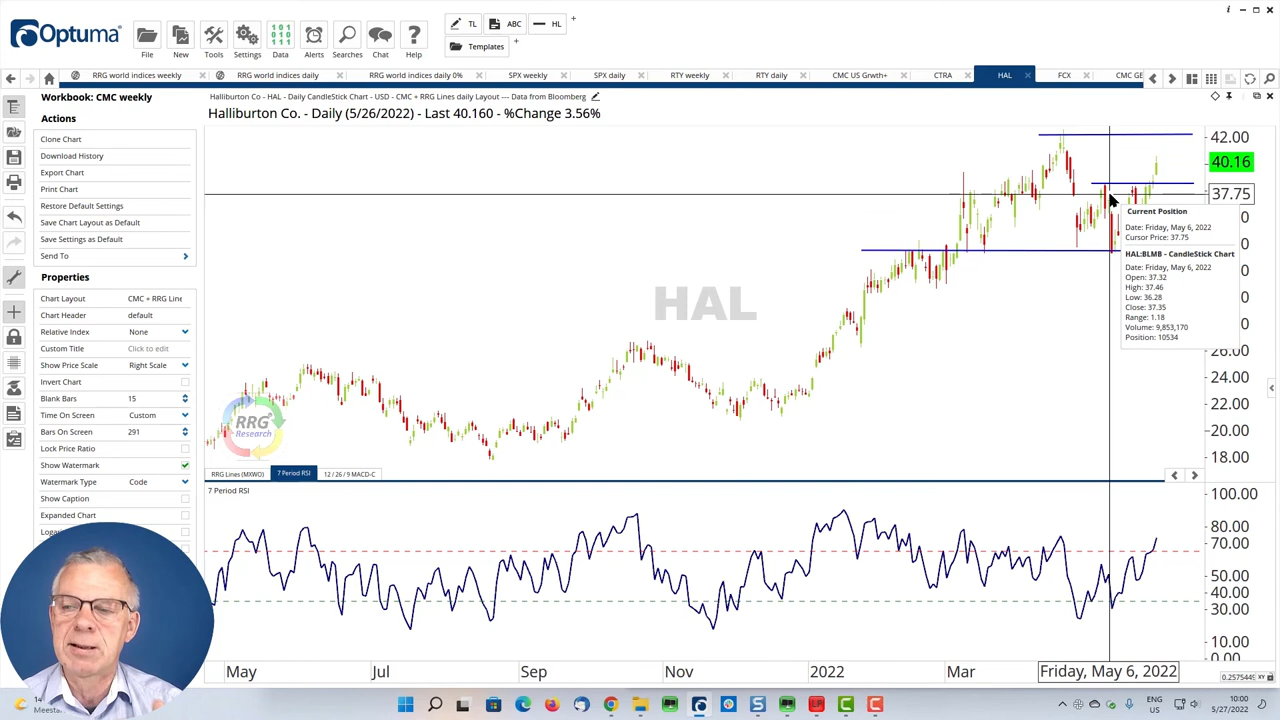 Optuma
File
New
Tools
Settings
Data
Alerts
Searches
Chat
Help
TL
ABC
HL
+
Templates
+
RRG world indices weekly
RRG world indices daily
RRG world indices daily 0%
SPX weekly
SPX daily
RTY weekly
RTY daily
CMC US Grwth+
CTRA
HAL
FCX
CMC GE
Workbook: CMC weekly
Actions
Clone Chart
Download History
Export Chart
Print Chart
Restore Default Settings
Save Chart Layout as Default
Save Settings as Default
Send To
Properties
Chart Layout CMC + RRG Line
Chart Header default
Relative Index None
Custom Title Click to edit
Show Price Scale Right Scale
Invert Chart
Blank Bars 15
Time On Screen Custom
Bars On Screen 291
Lock Price Ratio
Show Watermark
Watermark Type Code
Show Caption
Expanded Chart
Halliburton Co - HAL - Daily CandleStick Chart - USD - CMC + RRG Lines daily Layout --- Data from Bloomberg
Halliburton Co. - Daily (5/26/2022) - Last 40.160 - %Change 3.56%
HAL
RRG
Research
42.00
40.16
37.75
26.00
24.00
22.00
20.00
18.00
Current Position
Date: Friday, May 6, 2022
Cursor Price: 37.75
HAL:BLMB - CandleStick Chart
Date: Friday, May 6, 2022
Open: 37.32
High: 37.46
Low: 36.28
Close: 37.35
Range: 1.18
Volume: 9,853,170
Position: 10534
RRG Lines (MXWO)
7 Period RSI
12 / 26 / 9 MACD-C
7 Period RSI
100.00
80.00
70.00
50.00
40.00
30.00
10.00
0.00
May
Jul
Sep
Nov
2022
Mar
Friday, May 6, 2022
0.2575449
XY
ENG
US
10:00
5/27/2022